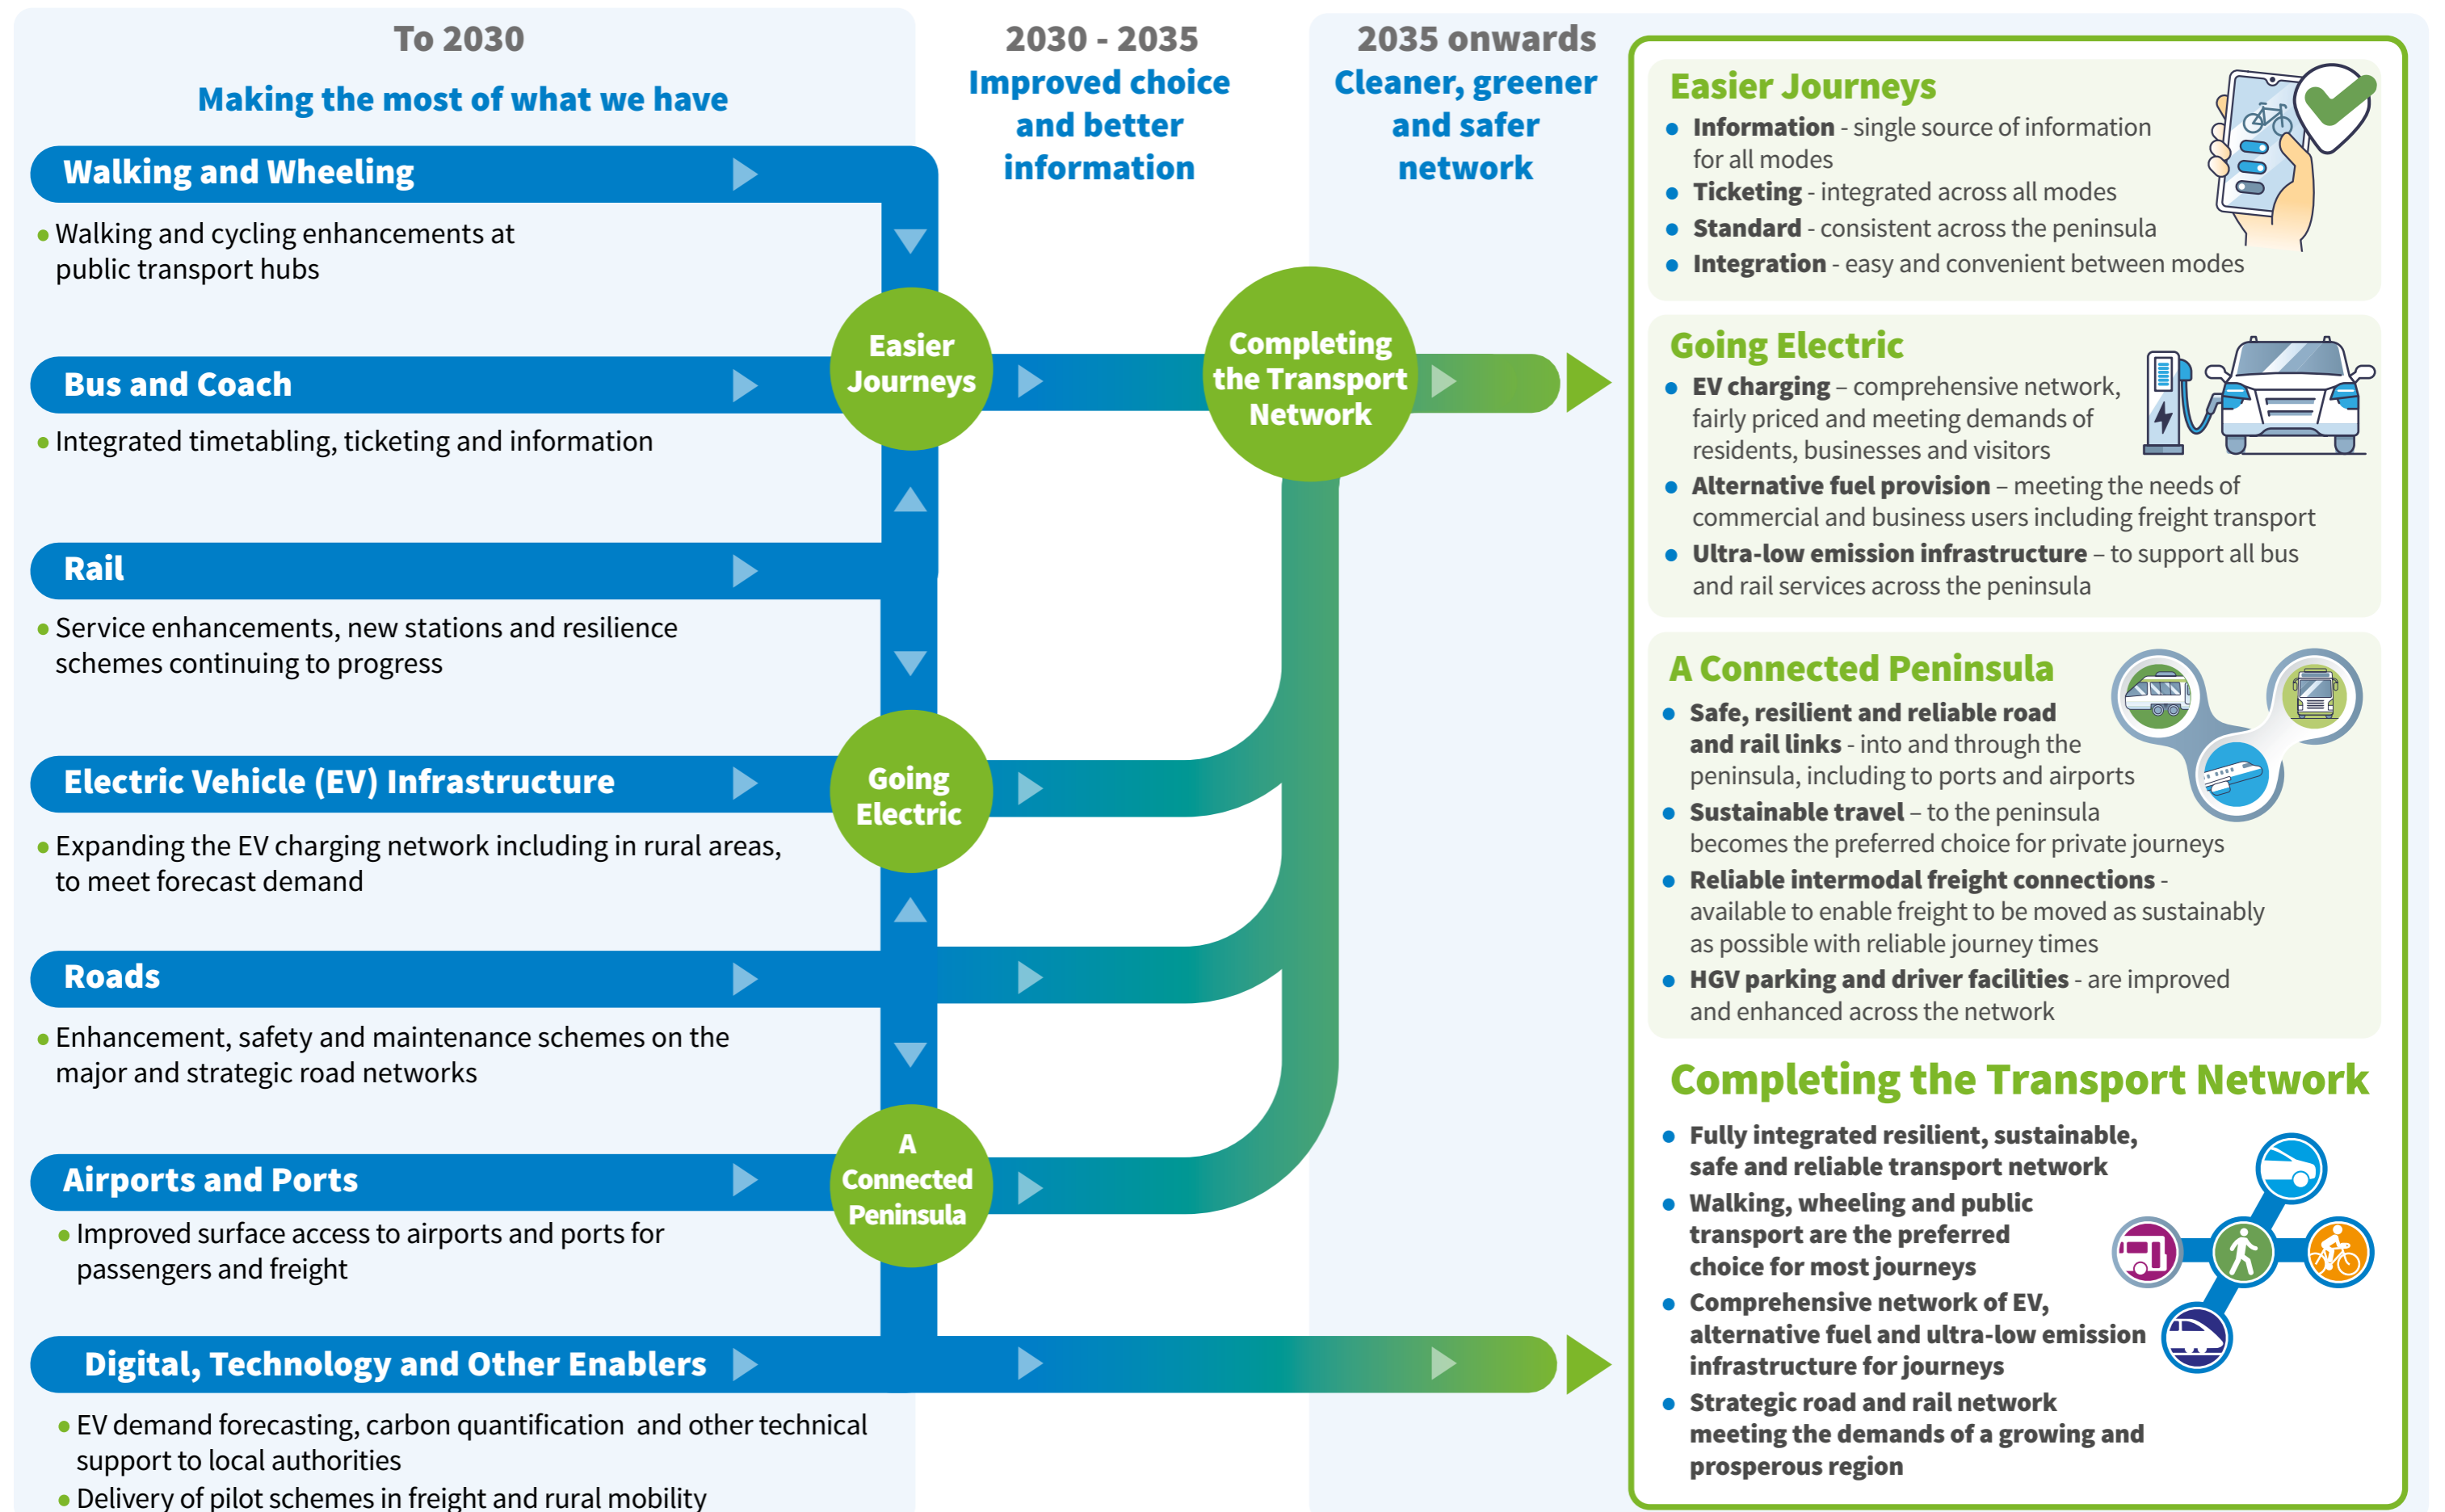 To 2030
Making the most of what we have
Walking and Wheeling
Walking and cycling enhancements at
public transport hubs
Bus and Coach
Integrated timetabling, ticketing and information
Rail
Service enhancements, new stations and resilience
schemes continuing to progress
Electric Vehicle (EV) Infrastructure
Expanding the EV charging network including in rural areas,
to meet forecast demand
Roads
Enhancement, safety and maintenance schemes on the
major and strategic road networks
Airports and Ports
Improved surface access to airports and ports for
passengers and freight
Digital, Technology and Other Enablers
EV demand forecasting, carbon quantification and other technical
support to local authorities
Delivery of pilot schemes in freight and rural mobility
Easier
Journeys
Going
Electric
A
Connected
Peninsula
2030 - 2035
Improved choice
and better
information
Completing
the Transport
Network
2035 onwards
Cleaner, greener
and safer
network
Easier Journeys
Information - single source of information
for all modes
Ticketing - integrated across all modes
Standard - consistent across the peninsula
Integration - easy and convenient between modes
Going Electric
EV charging – comprehensive network,
fairly priced and meeting demands of
residents, businesses and visitors
Alternative fuel provision – meeting the needs of
commercial and business users including freight transport
Ultra-low emission infrastructure – to support all bus
and rail services across the peninsula
A Connected Peninsula
Safe, resilient and reliable road
and rail links - into and through the
peninsula, including to ports and airports
Sustainable travel – to the peninsula
becomes the preferred choice for private journeys
Reliable intermodal freight connections -
available to enable freight to be moved as sustainably
as possible with reliable journey times
HGV parking and driver facilities - are improved
and enhanced across the network
Completing the Transport Network
Fully integrated resilient, sustainable,
safe and reliable transport network
Walking, wheeling and public
transport are the preferred
choice for most journeys
Comprehensive network of EV,
alternative fuel and ultra-low emission
infrastructure for journeys
Strategic road and rail network
meeting the demands of a growing and
prosperous region